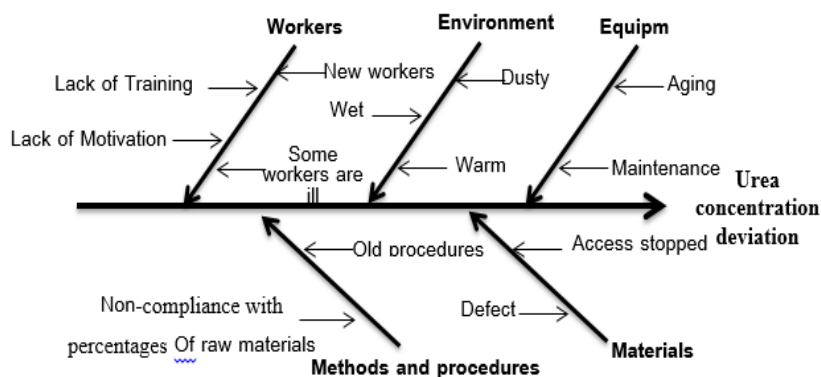 Workers
Environment
Equipm
Lack of Training
New workers
Dusty
Aging
Wet
Lack of Motivation
Some
workers are
ill
Warm
Maintenance
Urea
concentration
deviation
Old procedures
Access stopped
Non-compliance with
percentages Of raw materials
Defect
Methods and procedures
Materials